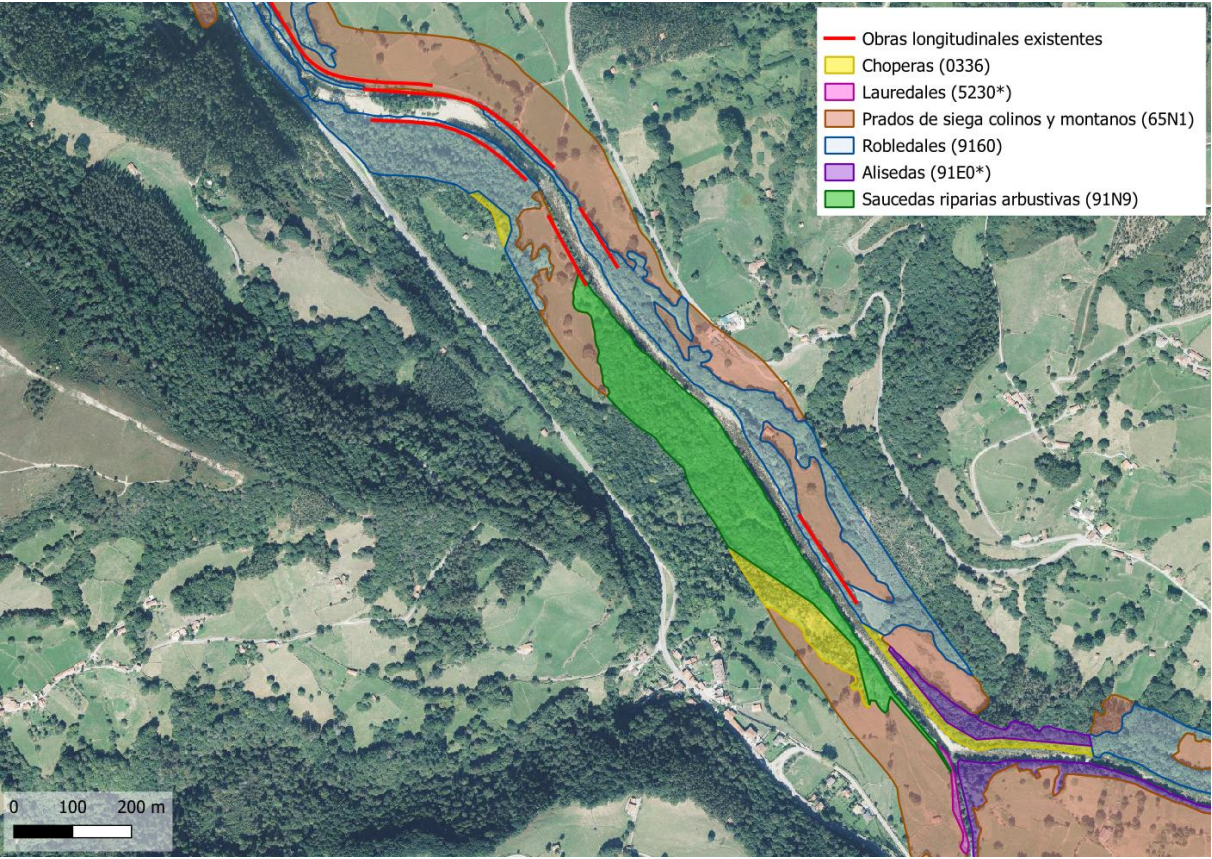 Obras longitudinales existentes
Choperas (0336)
Lauredales (5230*)
Prados de siega colinos y montanos (65N1)
Robledales (9160)
Alisedas (91E0*)
Saucedas riparias arbustivas (91N9)
0 100 200 m